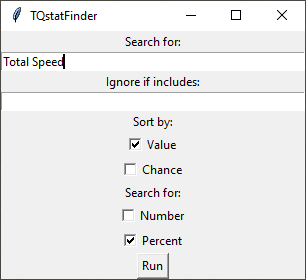 TQstatFinder
Search for:
Total Speed
Ignore if includes:
Sort by:
Value
Chance
Search for:
Number
Percent
Run